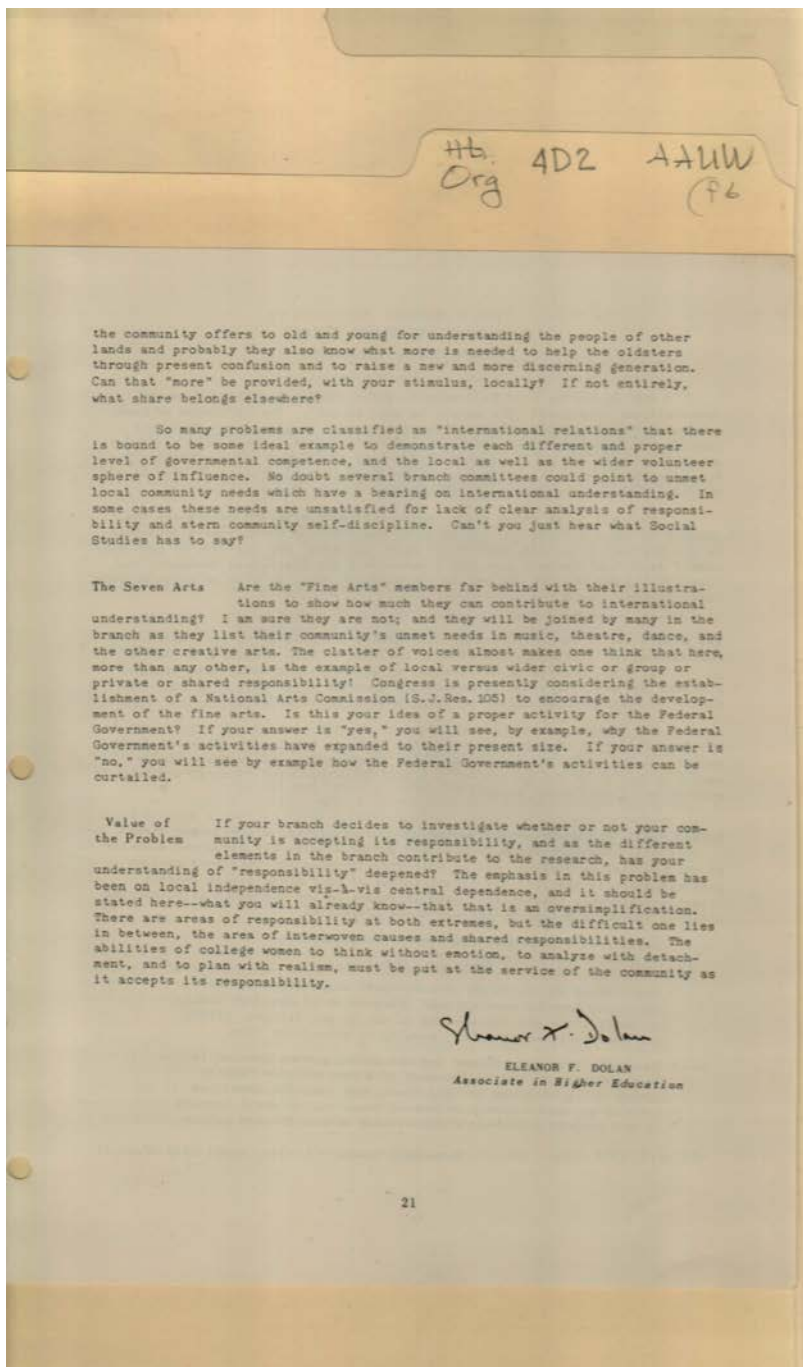 Hb.
Org 4D2 AAUW
the community offers to old and young for understanding the people of other
lands and probably they also know what more is needed to help the oldsters
through present confusion and to raise a new and more discerning generation.
Can that "more" be provided, with your stimulus, locally? If not entirely,
what share belongs elsewhere?
So many problems are classified as "international relations" that there
is bound to be some ideal example to demonstrate each different and proper
level of governmental competence, and the local as well as the wider volunteer
sphere of influence. No doubt several branch committees could point to unmet
local community needs which have a bearing on international understanding. In
some cases these needs are unsatisfied for lack of clear analysis of responsi-
bility and stern community self-discipline. Can't you just hear what Social
Studies has to say?
The Seven Arts Are the "Fine Arts" members far behind with their illustra-
tions to show how much they can contribute to international
understanding? I am sure they are not; and they will be joined by many in the
branch as they list their community's unmet needs in music, theatre, dance, and
the other creative arts. The clatter of voices almost makes one think that here,
more than any other, is the example of local versus wider civic or group or
private or shared responsibility! Congress is presently considering the estab-
lishment of a National Arts Commission (S.J.Res. 105) to encourage the develop-
ment of the fine arts. Is this your idea of a proper activity for the Federal
Government? If your answer is "yes," you will see, by example, why the Federal
Government's activities have expanded to their present size. If your answer is
"no," you will see by example how the Federal Government's activities can be
curtailed.
Value of If your branch decides to investigate whether or not your com-
the Problem munity is accepting its responsibility, and as the different
elements in the branch contribute to the research, has your
understanding of "responsibility" deepened? The emphasis in this problem has
been on local independence vis-à-vis central dependence, and it should be
stated here--what you will already know--that that is an oversimplification.
There are areas of responsibility at both extremes, but the difficult one lies
in between, the area of interwoven causes and shared responsibilities. The
abilities of college women to think without emotion, to analyze with detach-
ment, and to plan with realism, must be put at the service of the community as
it accepts its responsibility.
Eleanor F. Dolan
ELEANOR F. DOLAN
Associate in Higher Education
21